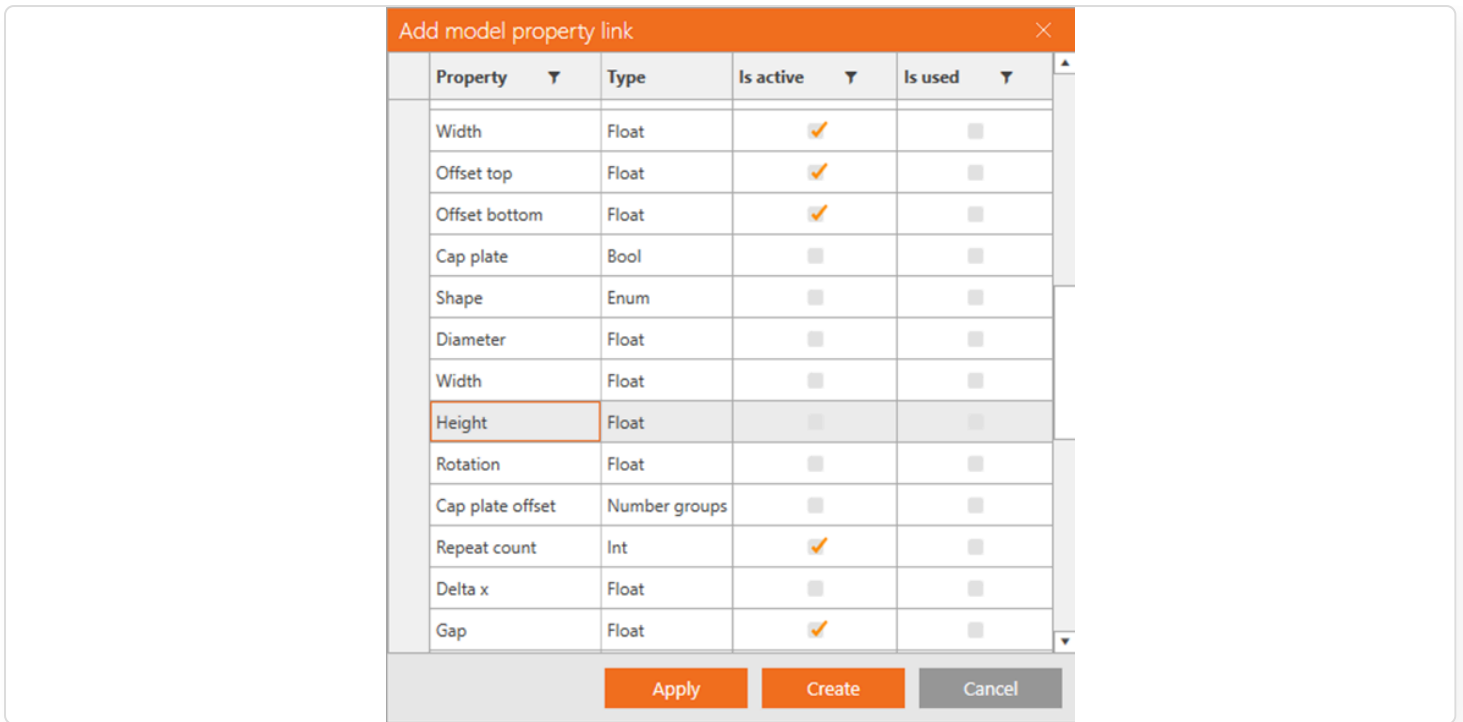 Add model property link
Property Type Is active Is used
Width Float
Offset top Float
Offset bottom Float
Cap plate Bool
Shape Enum
Diameter Float
Width Float
Height Float
Rotation Float
Cap plate offset Number groups
Repeat count Int
Delta x Float
Gap Float
Apply Create Cancel